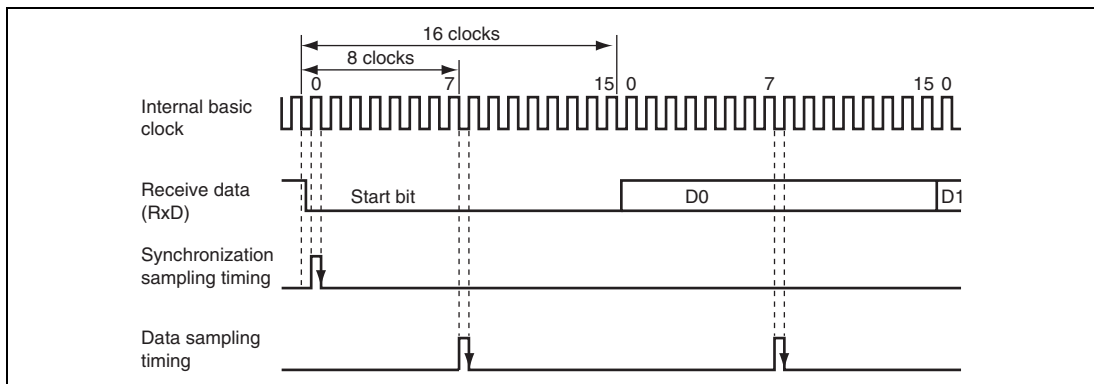 16 clocks
8 clocks
0 7 15 0 7 15 0
Internal basic
clock
Receive data
(RxD)
Start bit D0 D1
Synchronization
sampling timing
Data sampling
timing